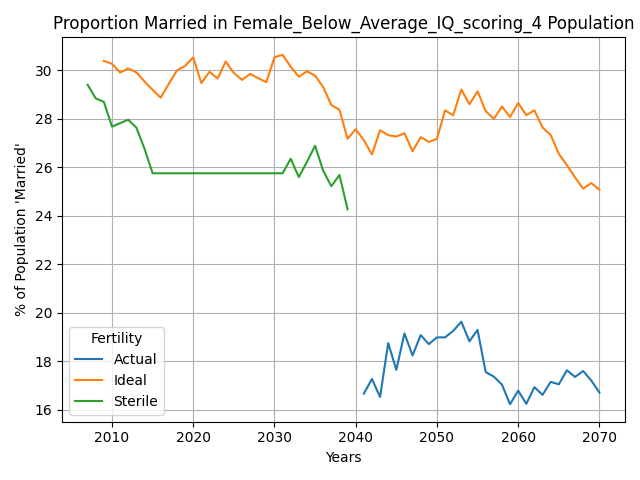 Proportion Married in Female_Below_Average_IQ_scoring_4 Population
% of Population 'Married'
30
28
26
24
22
20
18
16
Fertility
Actual
Ideal
Sterile
2010 2020 2030 2040 2050 2060 2070
Years